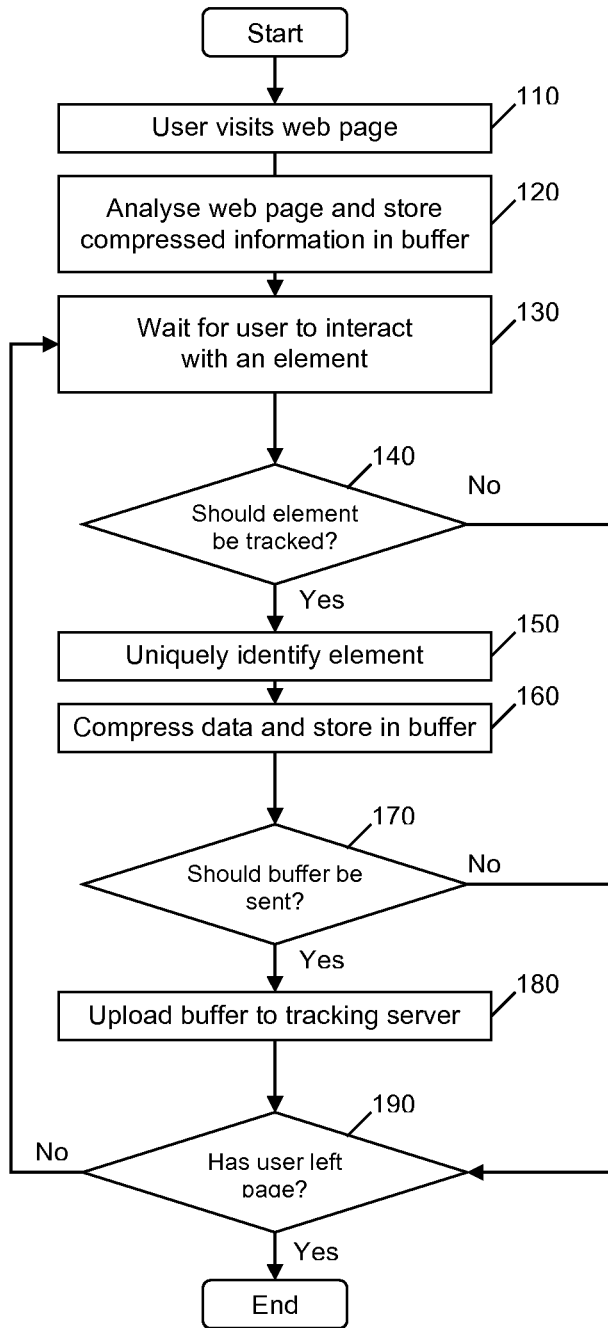 Start
110
User visits web page
120
Analyse web page and store
compressed information in buffer
130
Wait for user to interact
with an element
140
No
Should element
be tracked?
Yes
150
Uniquely identify element
160
Compress data and store in buffer
170
No
Should buffer be
sent?
Yes
180
Upload buffer to tracking server
190
No
Has user left
page?
Yes
End